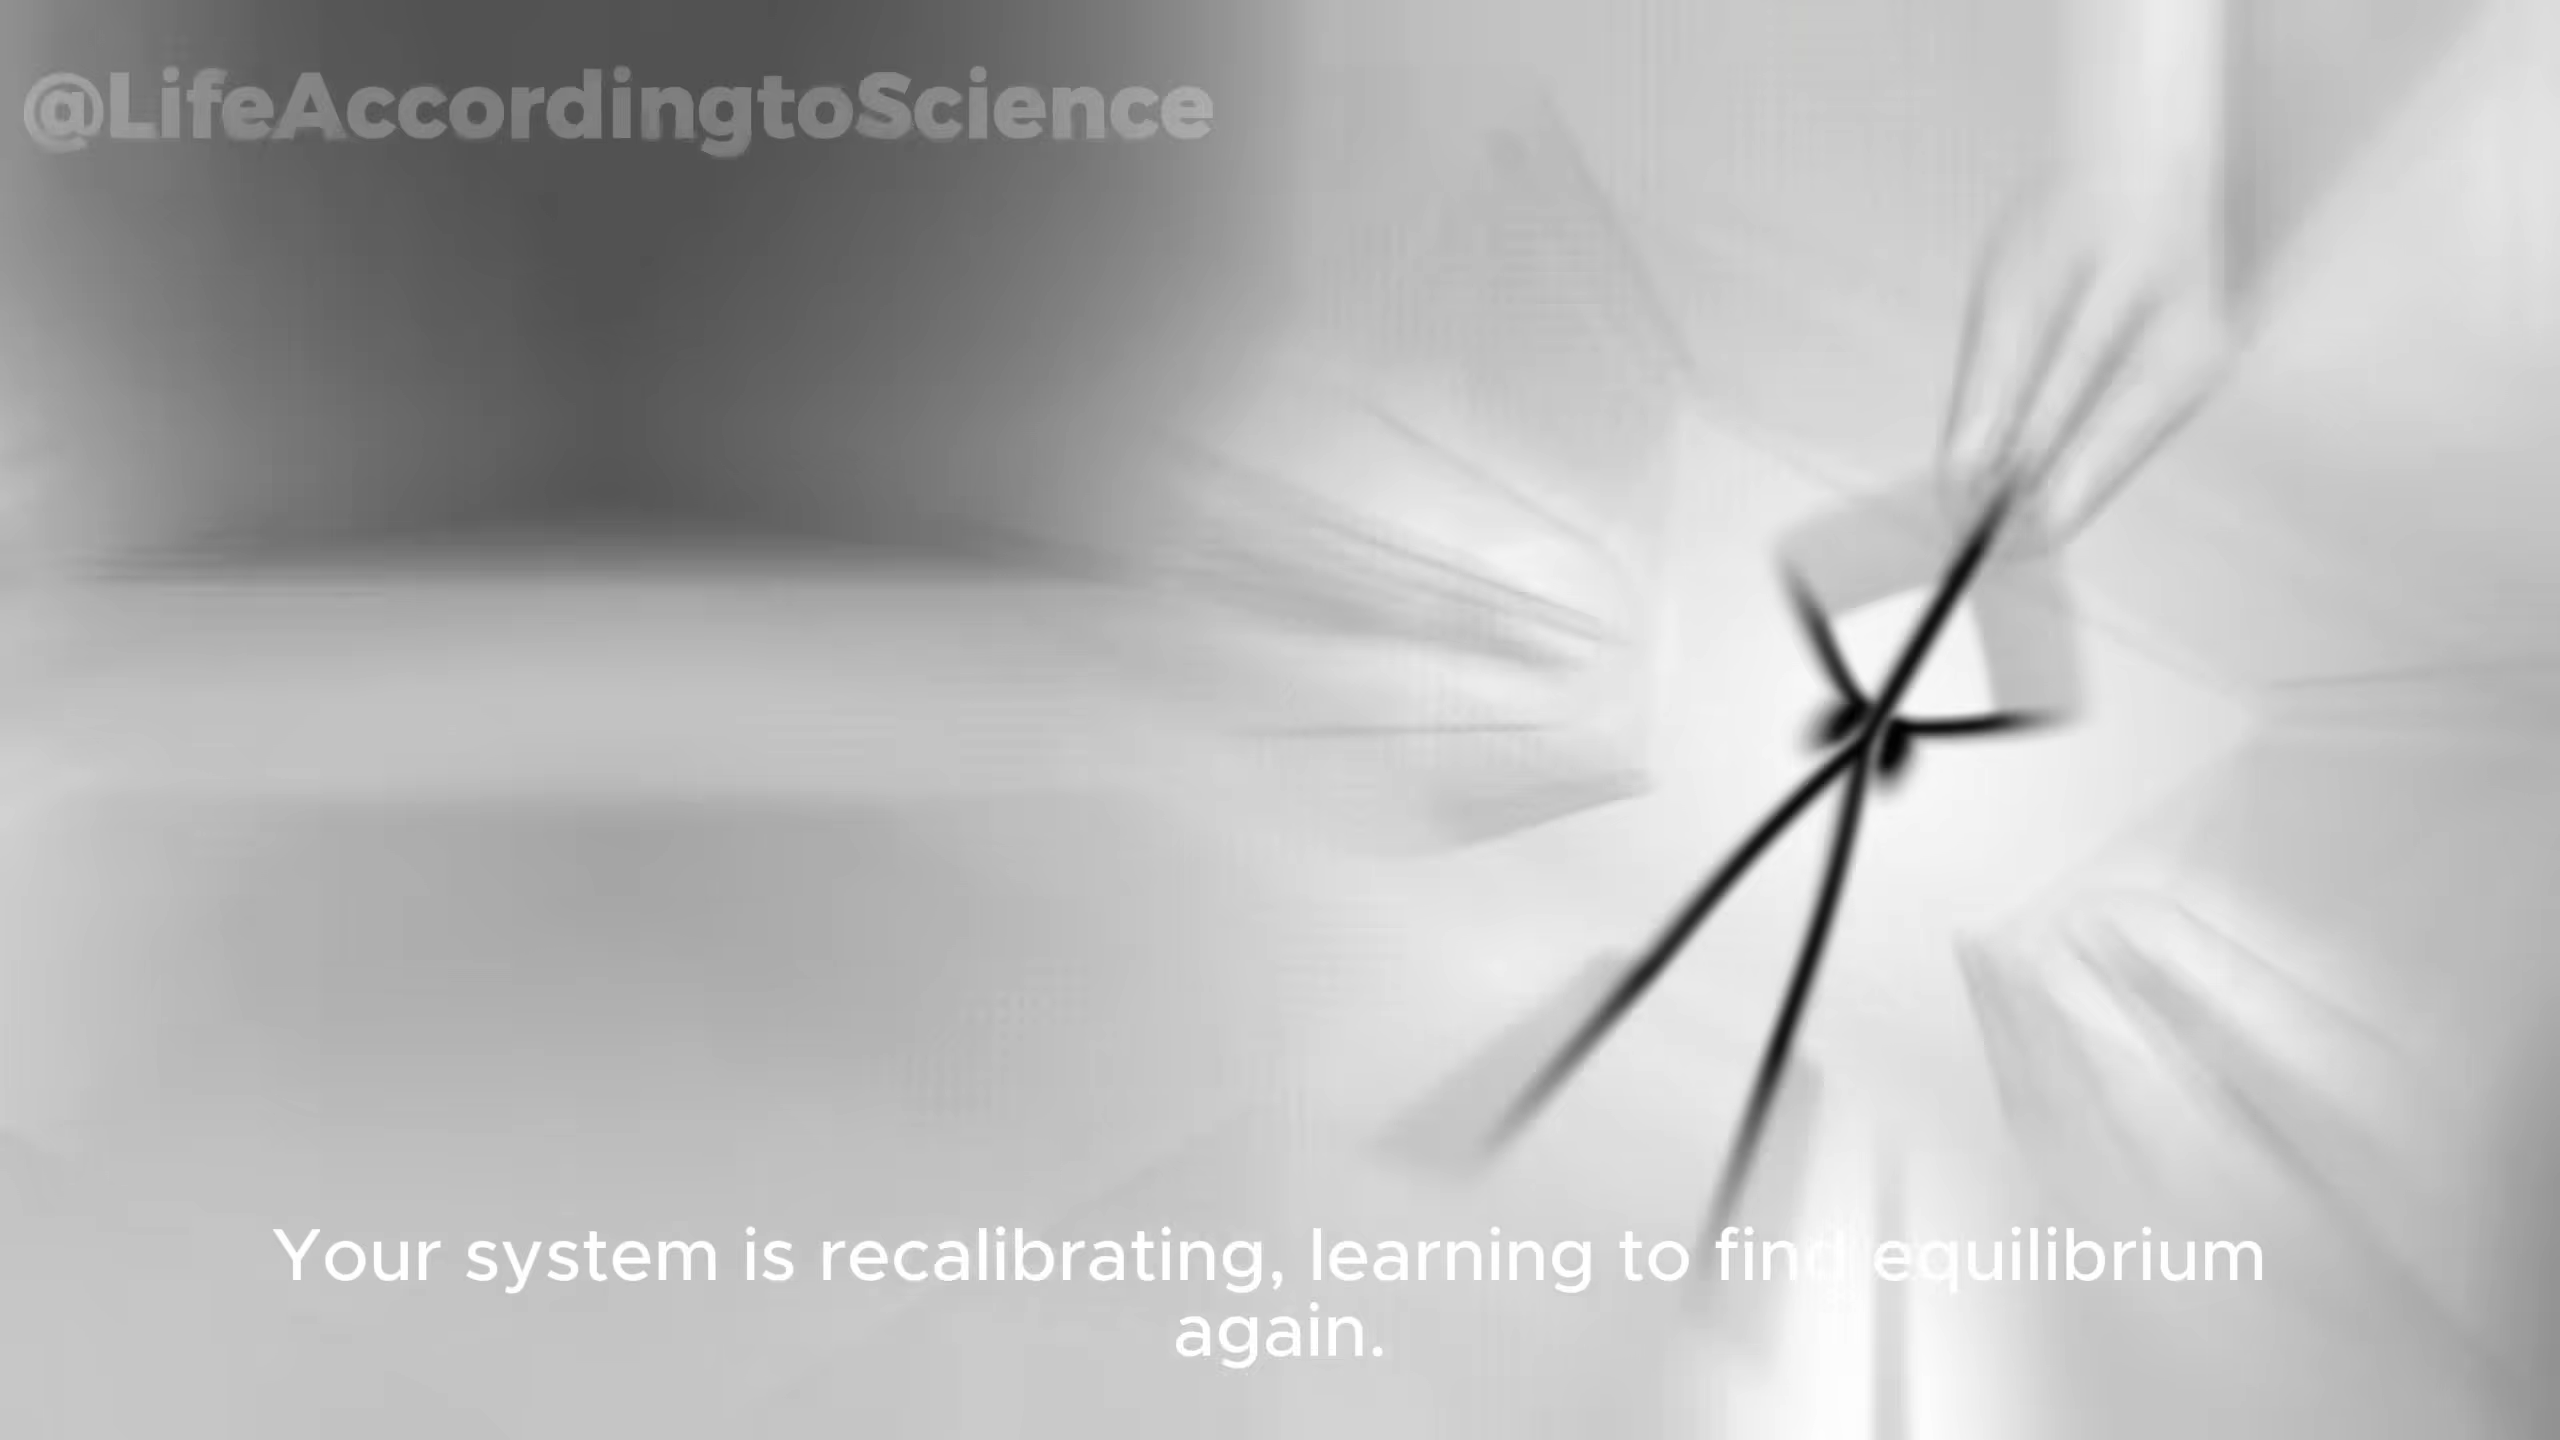 @LifeAccordingtoScience
Your system is recalibrating, learning to find equilibrium
again.